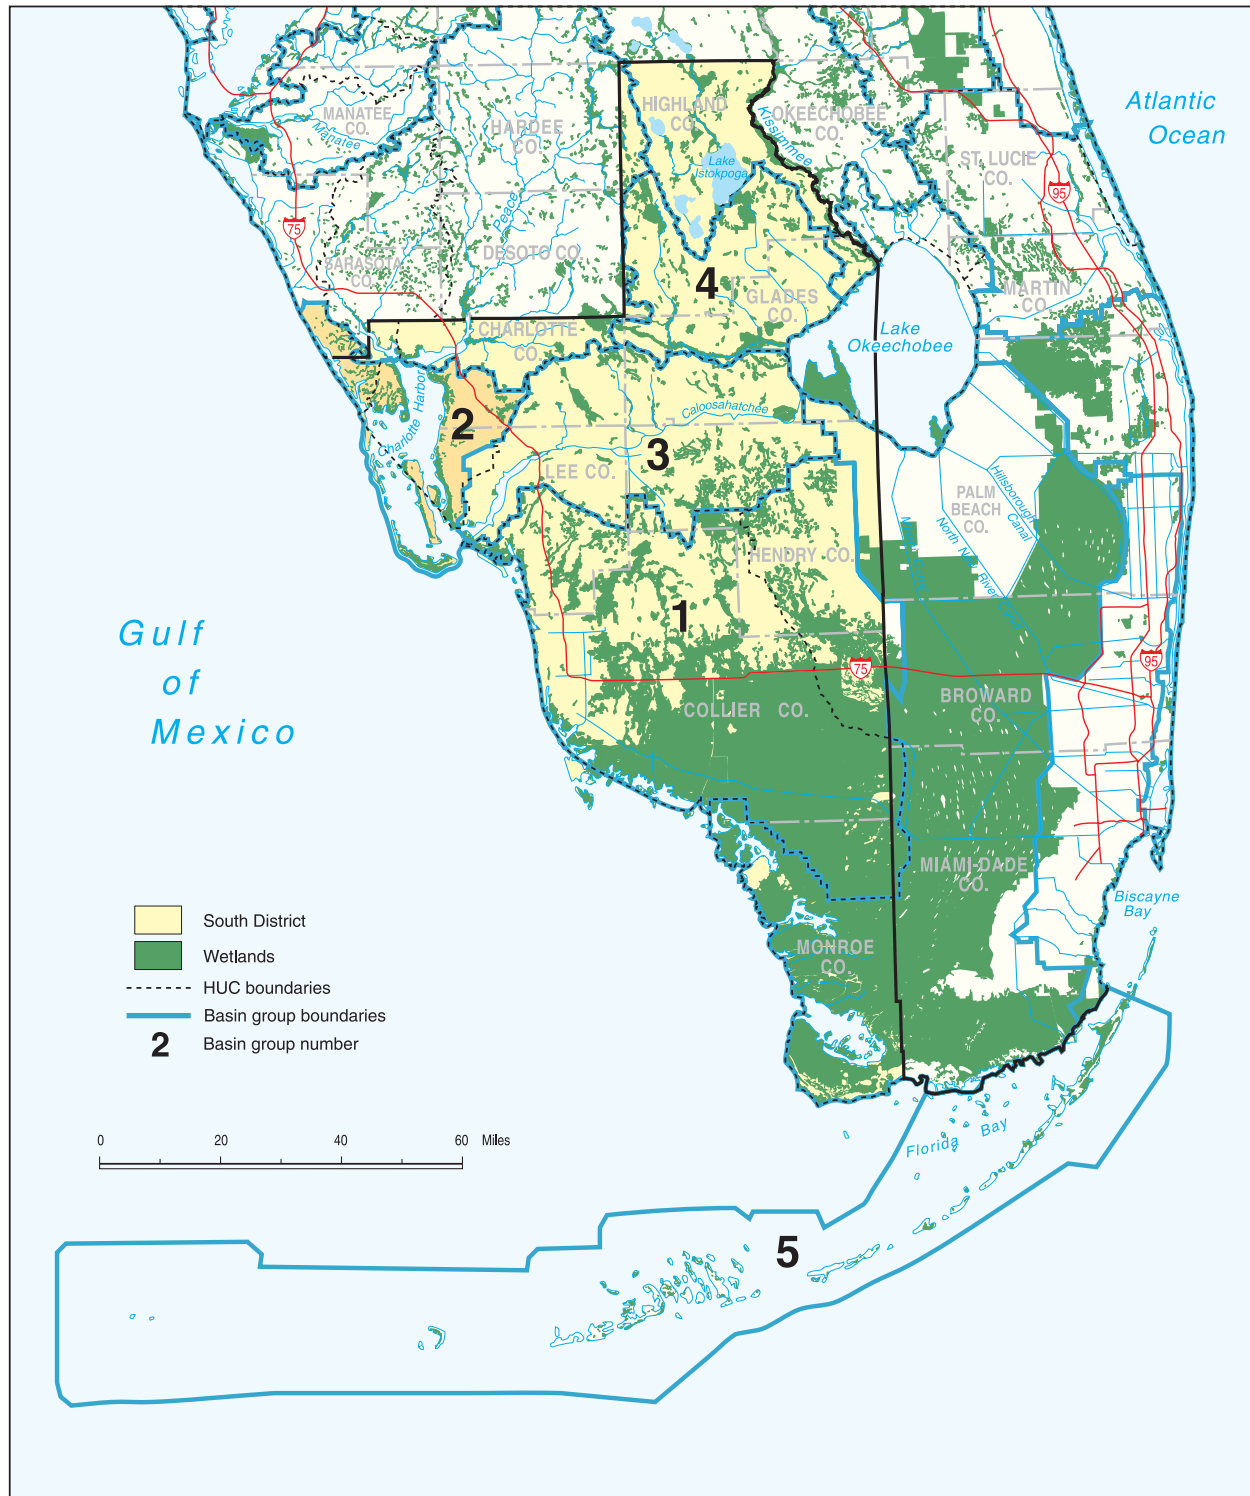 Atlantic
Ocean
HIGHLAND
CO.
OKEECHOBEE
CO.
MANATEE
CO.
Manatee
HARDEE
CO.
Kissimmee
Lake
Istokpoga
ST. LUCIE
CO.
95
75
Peace
SARASOTA
CO.
DESOTO CO.
4
GLADES
CO.
MARTIN
CO.
CHARLOTTE
CO.
Lake
Okeechobee
Charlotte Harbor
2
Caloosahatchee
3
LEE CO.
PALM
BEACH
CO.
Hillsborough
Canal
North New River Canal
HENDRY CO.
1
Gulf
of
Mexico
75
95
COLLIER CO.
BROWARD
CO.
MIAMI-DADE
CO.
Biscayne
Bay
MONROE
CO.
South District
Wetlands
HUC boundaries
Basin group boundaries
2 Basin group number
0 20 40 60 Miles
Florida Bay
5